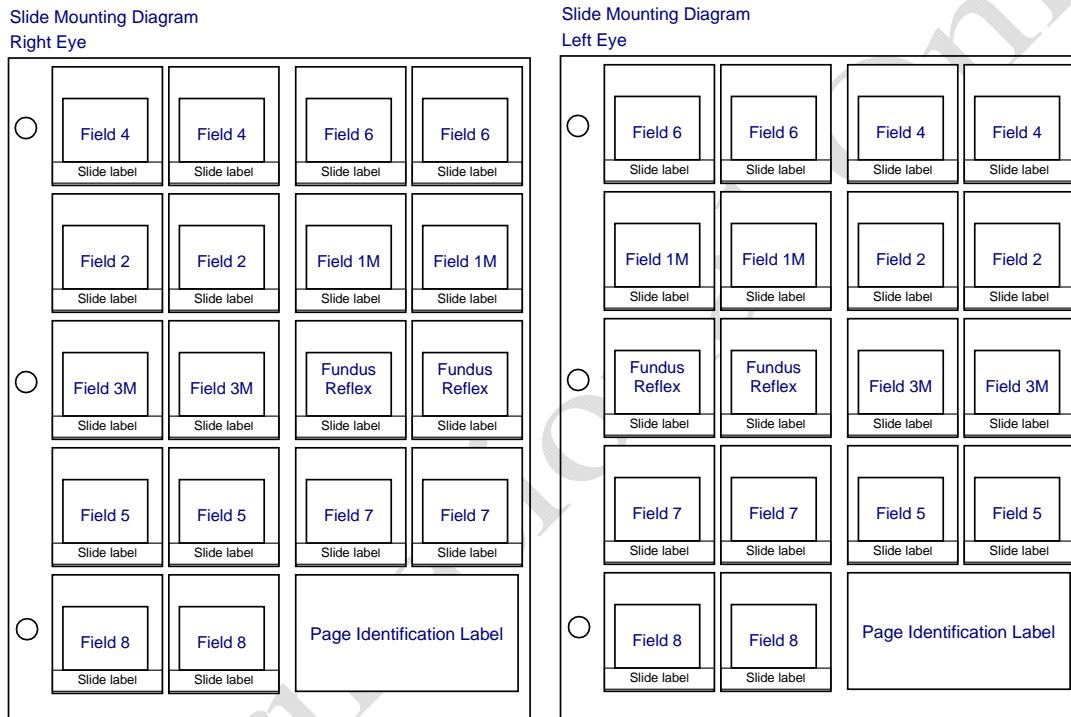 Slide Mounting Diagram
Right Eye
Field 4 Field 4 Field 6 Field 6
Slide label Slide label Slide label Slide label
Field 2 Field 2 Field 1M Field 1M
Slide label Slide label Slide label Slide label
Field 3M Field 3M Fundus Reflex Fundus Reflex
Slide label Slide label Slide label Slide label
Field 5 Field 5 Field 7 Field 7
Slide label Slide label Slide label Slide label
Field 8 Field 8 Page Identification Label
Slide label Slide label
Slide Mounting Diagram
Left Eye
Field 6 Field 6 Field 4 Field 4
Slide label Slide label Slide label Slide label
Field 1M Field 1M Field 2 Field 2
Slide label Slide label Slide label Slide label
Fundus Reflex Fundus Reflex Field 3M Field 3M
Slide label Slide label Slide label Slide label
Field 7 Field 7 Field 5 Field 5
Slide label Slide label Slide label Slide label
Field 8 Field 8 Page Identification Label
Slide label Slide label